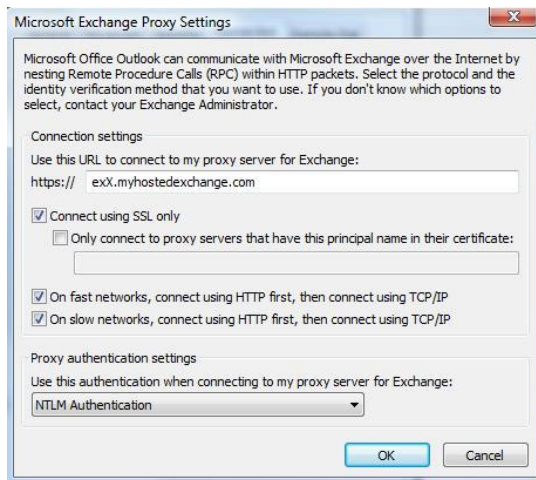 Microsoft Exchange Proxy Settings
Microsoft Office Outlook can communicate with Microsoft Exchange over the Internet by
nesting Remote Procedure Calls (RPC) within HTTP packets. Select the protocol and the
identity verification method that you want to use. If you don't know which options to
select, contact your Exchange Administrator.
Connection settings
Use this URL to connect to my proxy server for Exchange:
https:// exX.myhostedexchange.com
Connect using SSL only
Only connect to proxy servers that have this principal name in their certificate:
On fast networks, connect using HTTP first, then connect using TCP/IP
On slow networks, connect using HTTP first, then connect using TCP/IP
Proxy authentication settings
Use this authentication when connecting to my proxy server for Exchange:
NTLM Authentication
OK Cancel